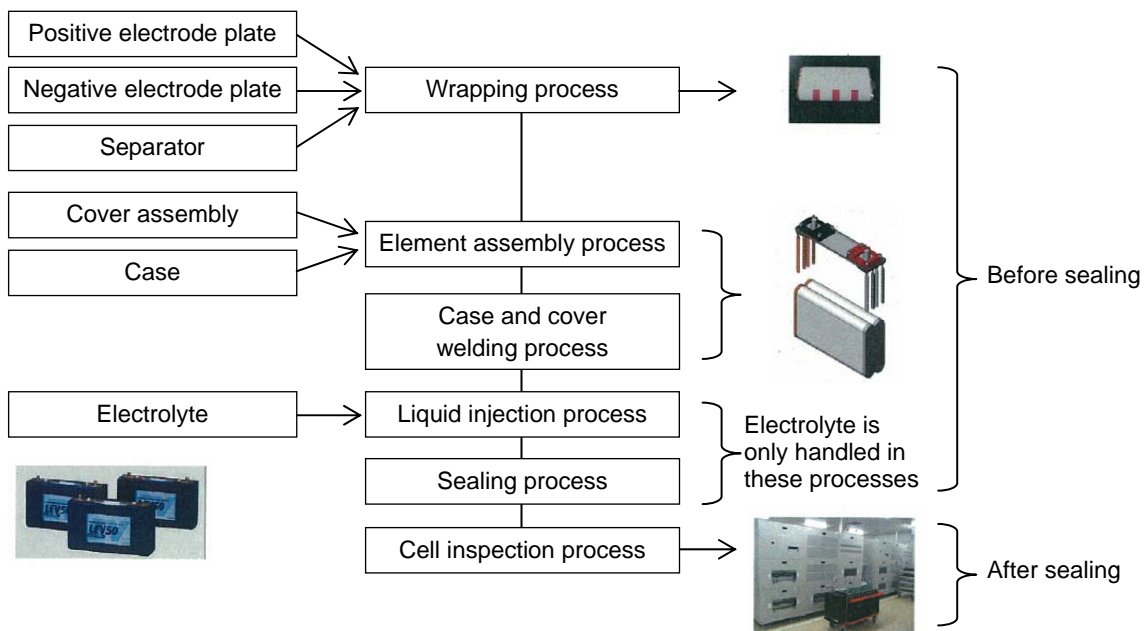 Positive electrode plate
Negative electrode plate
Separator
Wrapping process
Cover assembly
Case
Element assembly process
Case and cover
welding process
Before sealing
Electrolyte
Liquid injection process
Sealing process
Electrolyte is
only handled in
these processes
LEV50
LEV50
Cell inspection process
After sealing